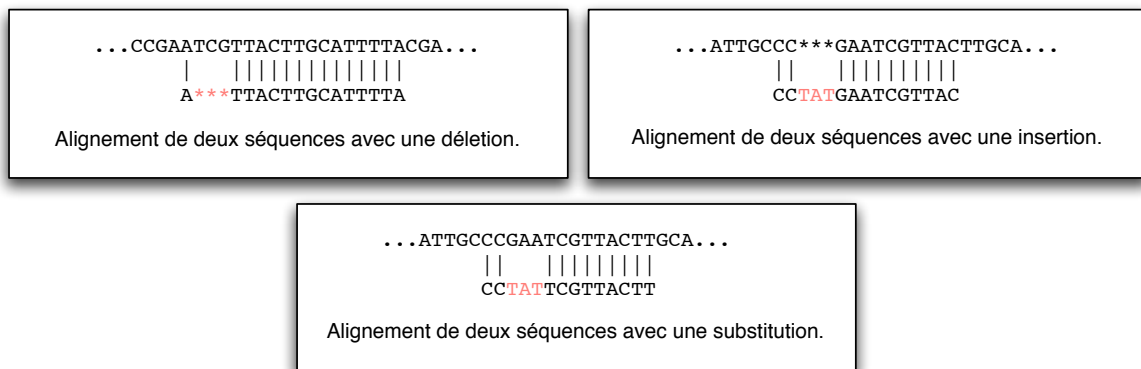 ...CCGAATCGTTACTTGCATTTTACGA...
| ||||||||||||||
A***TTACTTGCATTTTA
Alignement de deux séquences avec une déletion.
...ATTGCCC***GAATCGTTACTTGCA...
|| ||||||||||
CCTATGAATCGTTAC
Alignement de deux séquences avec une insertion.
...ATTGCCCGAATCGTTACTTGCA...
|| |||||||||
CCTATTCGTTACTT
Alignement de deux séquences avec une substitution.